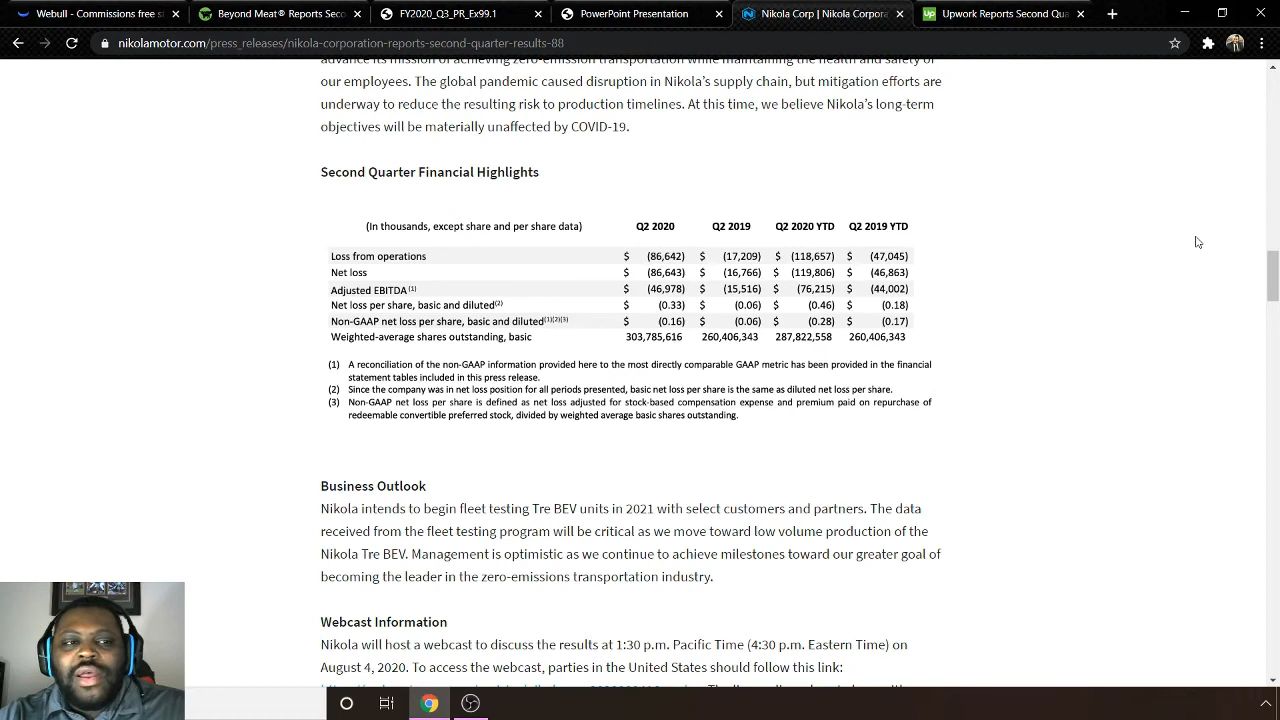 Webull - Commissions free s
Beyond Meat® Reports Seco
FY2020_Q3_PR_Ex99.1
PowerPoint Presentation
Nikola Corp | Nikola Corpora
Upwork Reports Second Qua
nikolamotor.com/press_releases/nikola-corporation-reports-second-quarter-results-88
advance its mission of achieving zero-emission transportation while maintaining the health and safety of
our employees. The global pandemic caused disruption in Nikola's supply chain, but mitigation efforts are
underway to reduce the resulting risk to production timelines. At this time, we believe Nikola's long-term
objectives will be materially unaffected by COVID-19.
Second Quarter Financial Highlights
(In thousands, except share and per share data) Q2 2020 Q2 2019 Q2 2020 YTD Q2 2019 YTD
Loss from operations $ (86,642) $ (17,209) $ (118,657) $ (47,045)
Net loss $ (86,643) $ (16,766) $ (119,806) $ (46,863)
Adjusted EBITDA (1) $ (46,978) $ (15,516) $ (76,215) $ (44,002)
Net loss per share, basic and diluted(2) $ (0.33) $ (0.06) $ (0.46) $ (0.18)
Non-GAAP net loss per share, basic and diluted(1)(2)(3) $ (0.16) $ (0.06) $ (0.28) $ (0.17)
Weighted-average shares outstanding, basic 303,785,616 260,406,343 287,822,558 260,406,343
(1) A reconciliation of the non-GAAP information provided here to the most directly comparable GAAP metric has been provided in the financial
statement tables included in this press release.
(2) Since the company was in net loss position for all periods presented, basic net loss per share is the same as diluted net loss per share.
(3) Non-GAAP net loss per share is defined as net loss adjusted for stock-based compensation expense and premium paid on repurchase of
redeemable convertible preferred stock, divided by weighted average basic shares outstanding.
Business Outlook
Nikola intends to begin fleet testing Tre BEV units in 2021 with select customers and partners. The data
received from the fleet testing program will be critical as we move toward low volume production of the
Nikola Tre BEV. Management is optimistic as we continue to achieve milestones toward our greater goal of
becoming the leader in the zero-emissions transportation industry.
Webcast Information
Nikola will host a webcast to discuss the results at 1:30 p.m. Pacific Time (4:30 p.m. Eastern Time) on
August 4, 2020. To access the webcast, parties in the United States should follow this link: